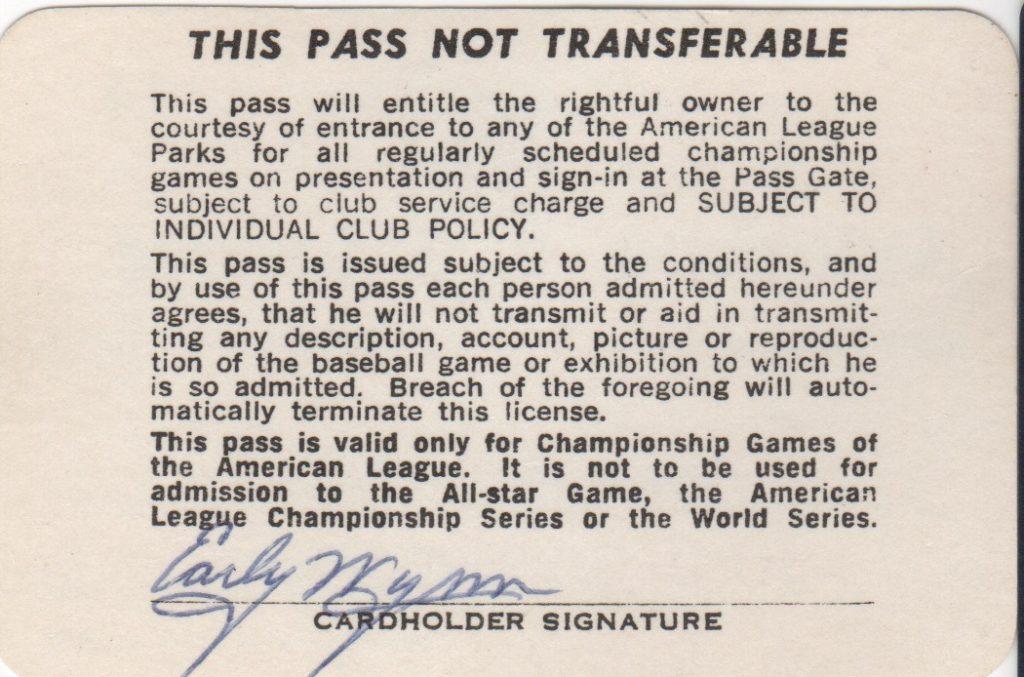 THIS PASS NOT TRANSFERABLE
This pass will entitle the rightful owner to the
courtesy of entrance to any of the American League
Parks for all regularly scheduled championship
games on presentation and sign-in at the Pass Gate,
subject to club service charge and SUBJECT TO
INDIVIDUAL CLUB POLICY.
This pass is issued subject to the conditions, and
by use of this pass each person admitted hereunder
agrees, that he will not transmit or aid in transmit-
ting any description, account, picture or reproduc-
tion of the baseball game or exhibition to which he
is so admitted. Breach of the foregoing will auto-
matically terminate this license.
This pass is valid only for Championship Games of
the American League. It is not to be used for
admission to the All-star Game, the American
League Championship Series or the World Series.
Early Wynn
CARDHOLDER SIGNATURE